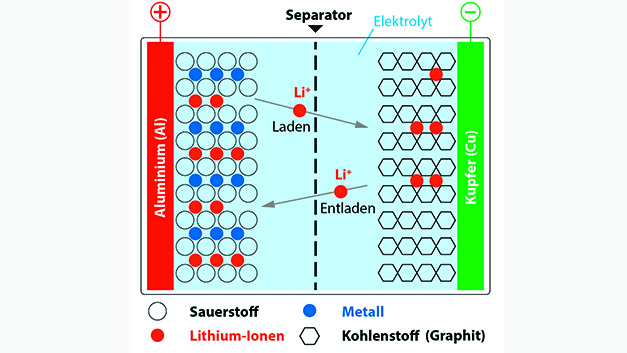 +
−
Separator
Elektrolyt
Aluminium (Al)
Li+
Laden
Li+
Entladen
Kupfer (Cu)
Sauerstoff
Metall
Lithium-Ionen
Kohlenstoff (Graphit)